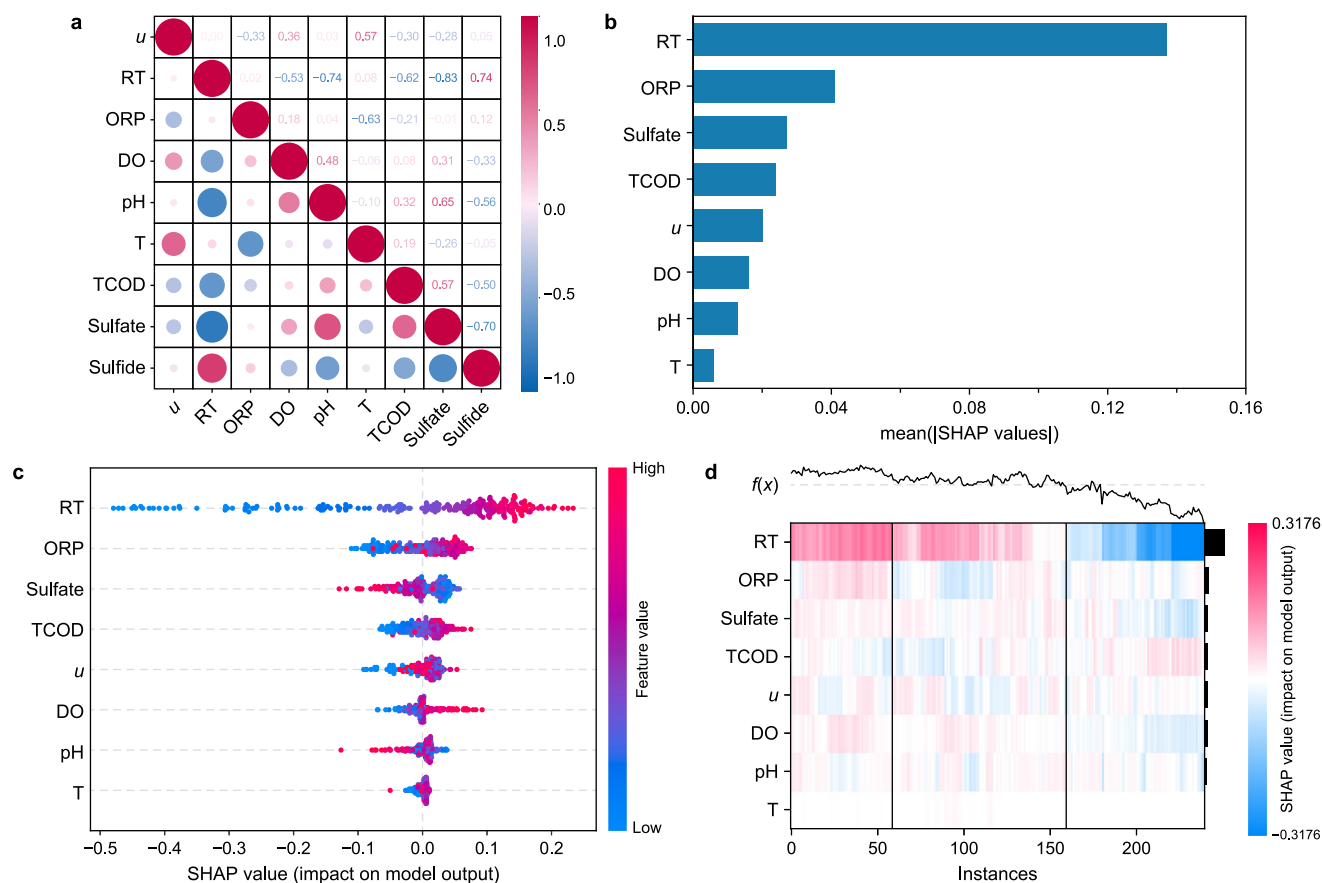 a
u 0.00 −0.33 0.36 0.03 0.57 −0.30 −0.28 0.05
RT 0.02 −0.53 −0.74 0.08 −0.62 −0.83 0.74
ORP 0.18 0.04 −0.63 −0.21 −0.01 0.12
DO 0.48 −0.06 0.08 0.31 −0.33
pH −0.10 0.32 0.65 −0.56
T 0.19 −0.26 −0.05
TCOD 0.57 −0.50
Sulfate −0.70
Sulfide
u RT ORP DO pH T TCOD Sulfate Sulfide
1.0
0.5
0.0
−0.5
−1.0
b
RT
ORP
Sulfate
TCOD
u
DO
pH
T
0.00 0.04 0.08 0.12 0.16
mean(|SHAP values|)
c
RT
ORP
Sulfate
TCOD
u
DO
pH
T
−0.5 −0.4 −0.3 −0.2 −0.1 0.0 0.1 0.2
SHAP value (impact on model output)
High
Feature value
Low
d
f(x)
RT
ORP
Sulfate
TCOD
u
DO
pH
T
0 50 100 150 200
Instances
0.3176
SHAP value (impact on model output)
−0.3176